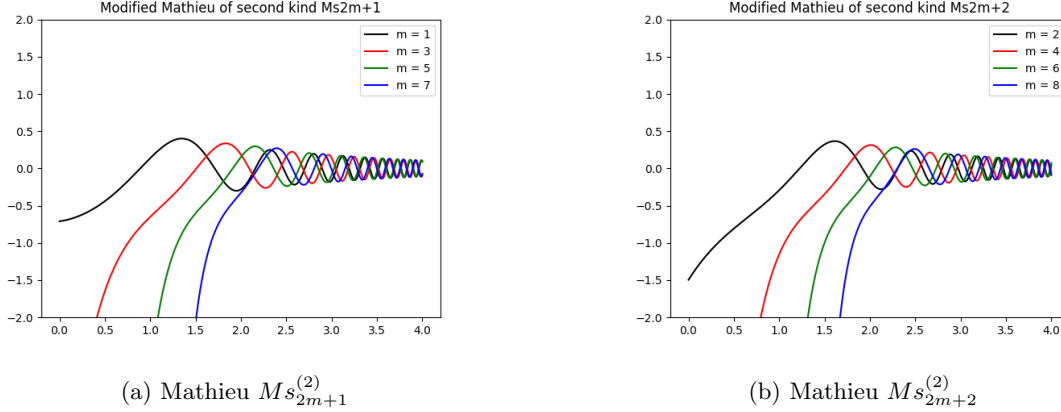 Modified Mathieu of second kind Ms2m+1
2.0
1.5
1.0
0.5
0.0
−0.5
−1.0
−1.5
−2.0
m = 1
m = 3
m = 5
m = 7
0.0 0.5 1.0 1.5 2.0 2.5 3.0 3.5 4.0
(a) Mathieu Ms^{(2)}_{2m+1}
Modified Mathieu of second kind Ms2m+2
2.0
1.5
1.0
0.5
0.0
−0.5
−1.0
−1.5
−2.0
m = 2
m = 4
m = 6
m = 8
0.0 0.5 1.0 1.5 2.0 2.5 3.0 3.5 4.0
(b) Mathieu Ms^{(2)}_{2m+2}